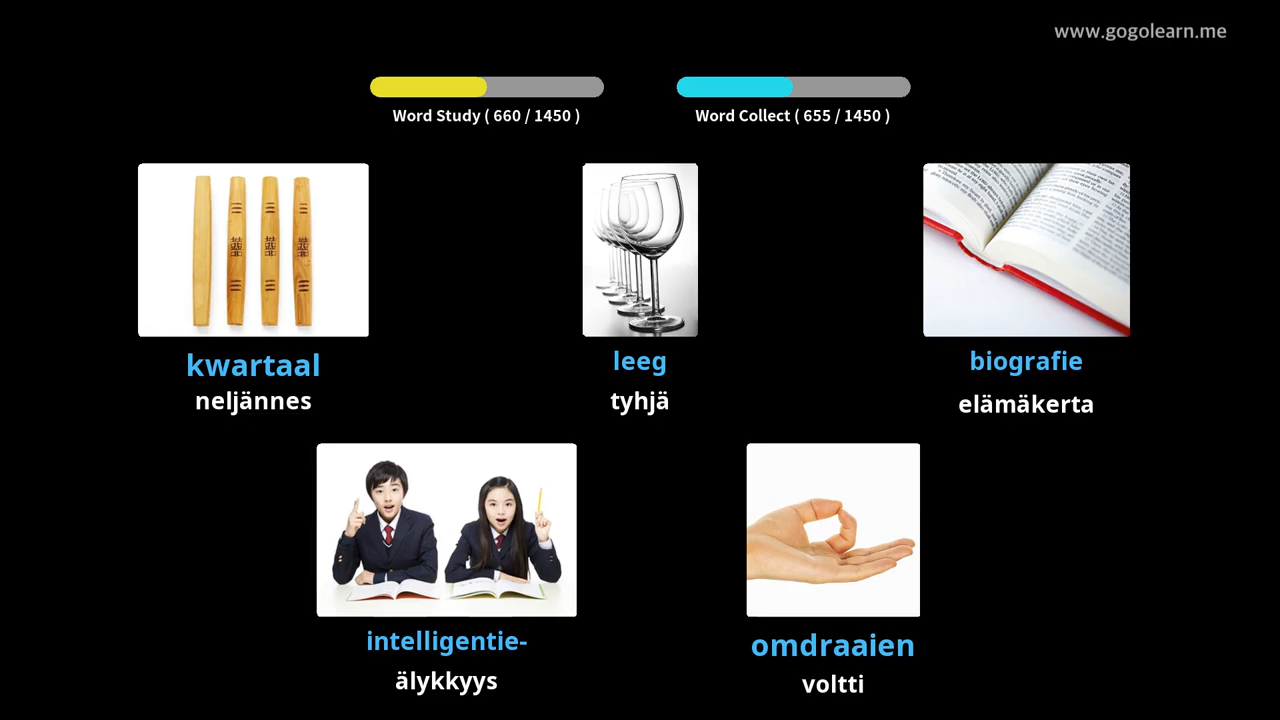 www.gogolearn.me
Word Study ( 660 / 1450 )
Word Collect ( 655 / 1450 )
kwartaal
neljännes
leeg
tyhjä
biografie
elämäkerta
intelligentie-
älykkyys
omdraaien
voltti